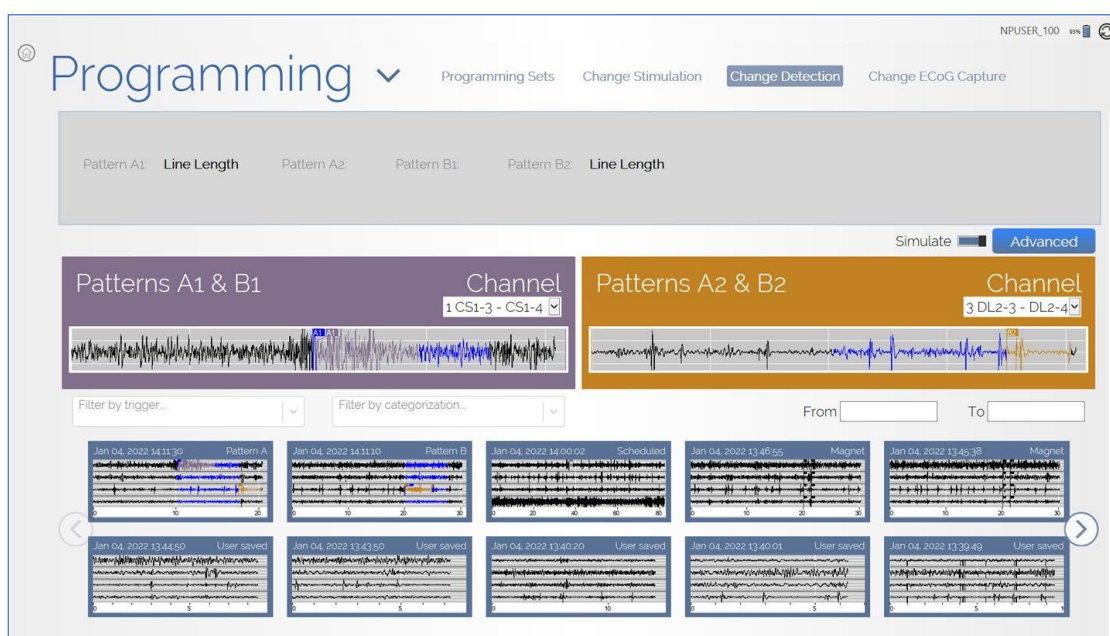 NPUSER_100 93%
Programming
Programming Sets Change Stimulation Change Detection Change ECoG Capture
Pattern A1: Line Length Pattern A2: Pattern B1: Pattern B2: Line Length
Simulate Advanced
Patterns A1 & B1 Channel
1 CS1-3 - CS1-4
A1 A1
Patterns A2 & B2 Channel
3 DL2-3 - DL2-4
B2
Filter by trigger... Filter by categorization... From To
Jan 04, 2022 14:11:30 Pattern A
0 10 20
Jan 04, 2022 14:11:10 Pattern B
0 10 20 30
Jan 04, 2022 14:00:02 Scheduled
0 20 40 60 80
Jan 04, 2022 13:46:55 Magnet
0 10 20 30
Jan 04, 2022 13:45:38 Magnet
0 10 20 30
Jan 04, 2022 13:44:50 User saved
0 5
Jan 04, 2022 13:43:50 User saved
0 5
Jan 04, 2022 13:40:20 User saved
0 10
Jan 04, 2022 13:40:01 User saved
0 5
Jan 04, 2022 13:39:49 User saved
0 5